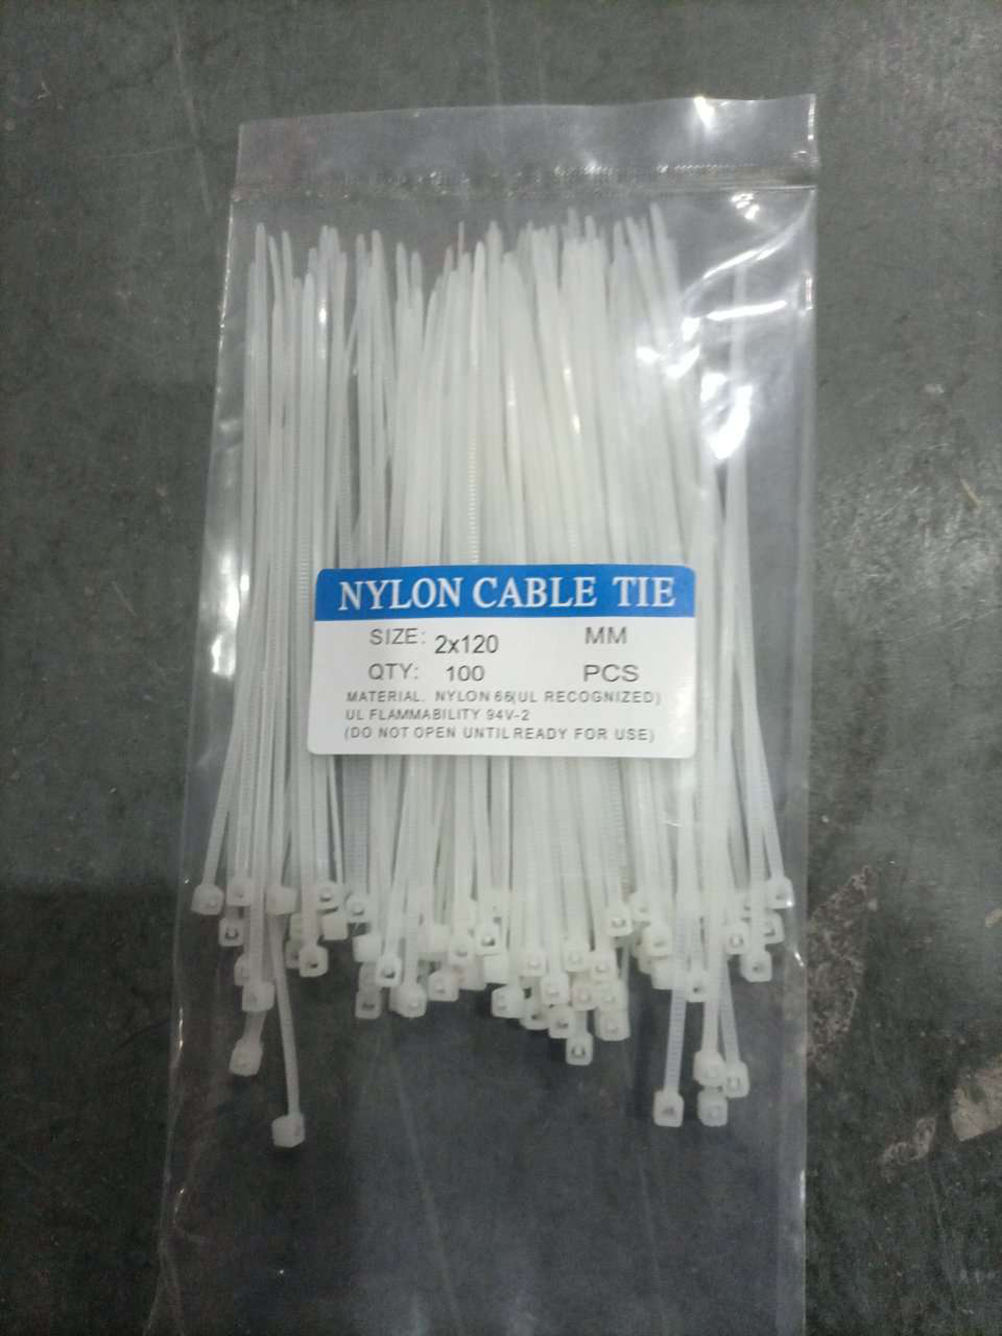 NYLON CABLE TIE
SIZE: 2x120 MM
QTY: 100 PCS
MATERIAL. NYLON 66(UL RECOGNIZED)
UL FLAMMABILITY 94V-2
(DO NOT OPEN UNTIL READY FOR USE)